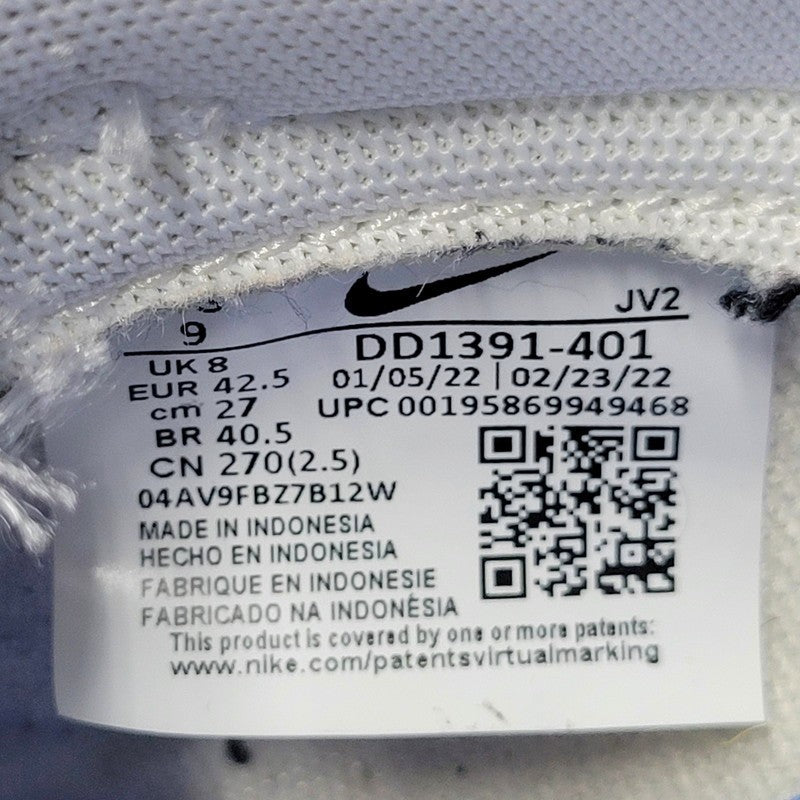 JV2
9
DD1391-401
UK 8
EUR 42.5
01/05/22 | 02/23/22
cm 27
UPC 00195869949468
BR 40.5
CN 270(2.5)
04AV9FBZ7B12W
MADE IN INDONESIA
HECHO EN INDONESIA
FABRIQUE EN INDONESIE
FABRICADO NA INDONÉSIA
This product is covered by one or more patents:
www.nike.com/patentsvirtualmarking